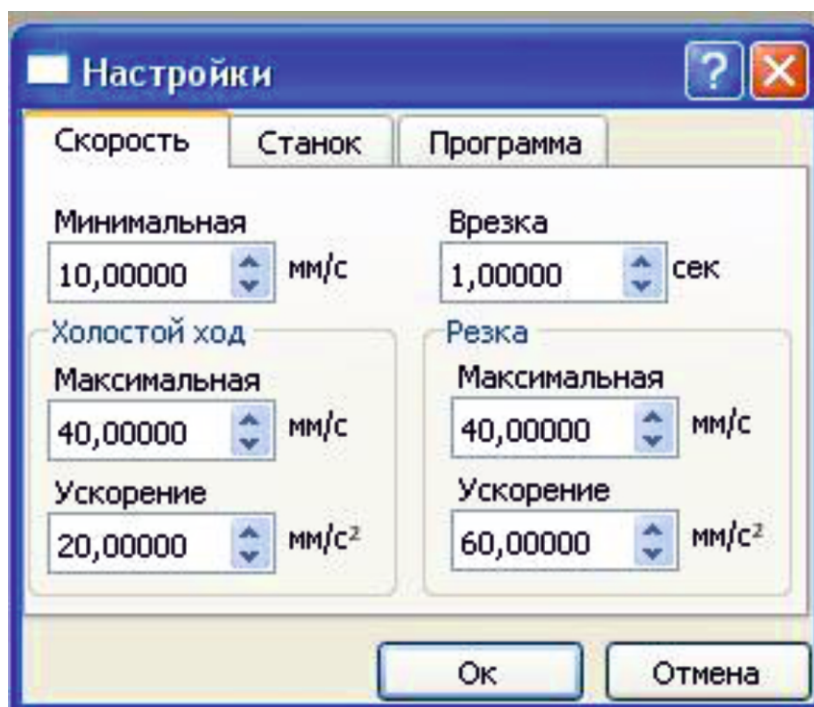 Настройки
Скорость Станок Программа
Минимальная Врезка
10,00000 мм/с 1,00000 сек
Холостой ход Резка
Максимальная Максимальная
40,00000 мм/с 40,00000 мм/с
Ускорение Ускорение
20,00000 мм/с² 60,00000 мм/с²
Ок Отмена